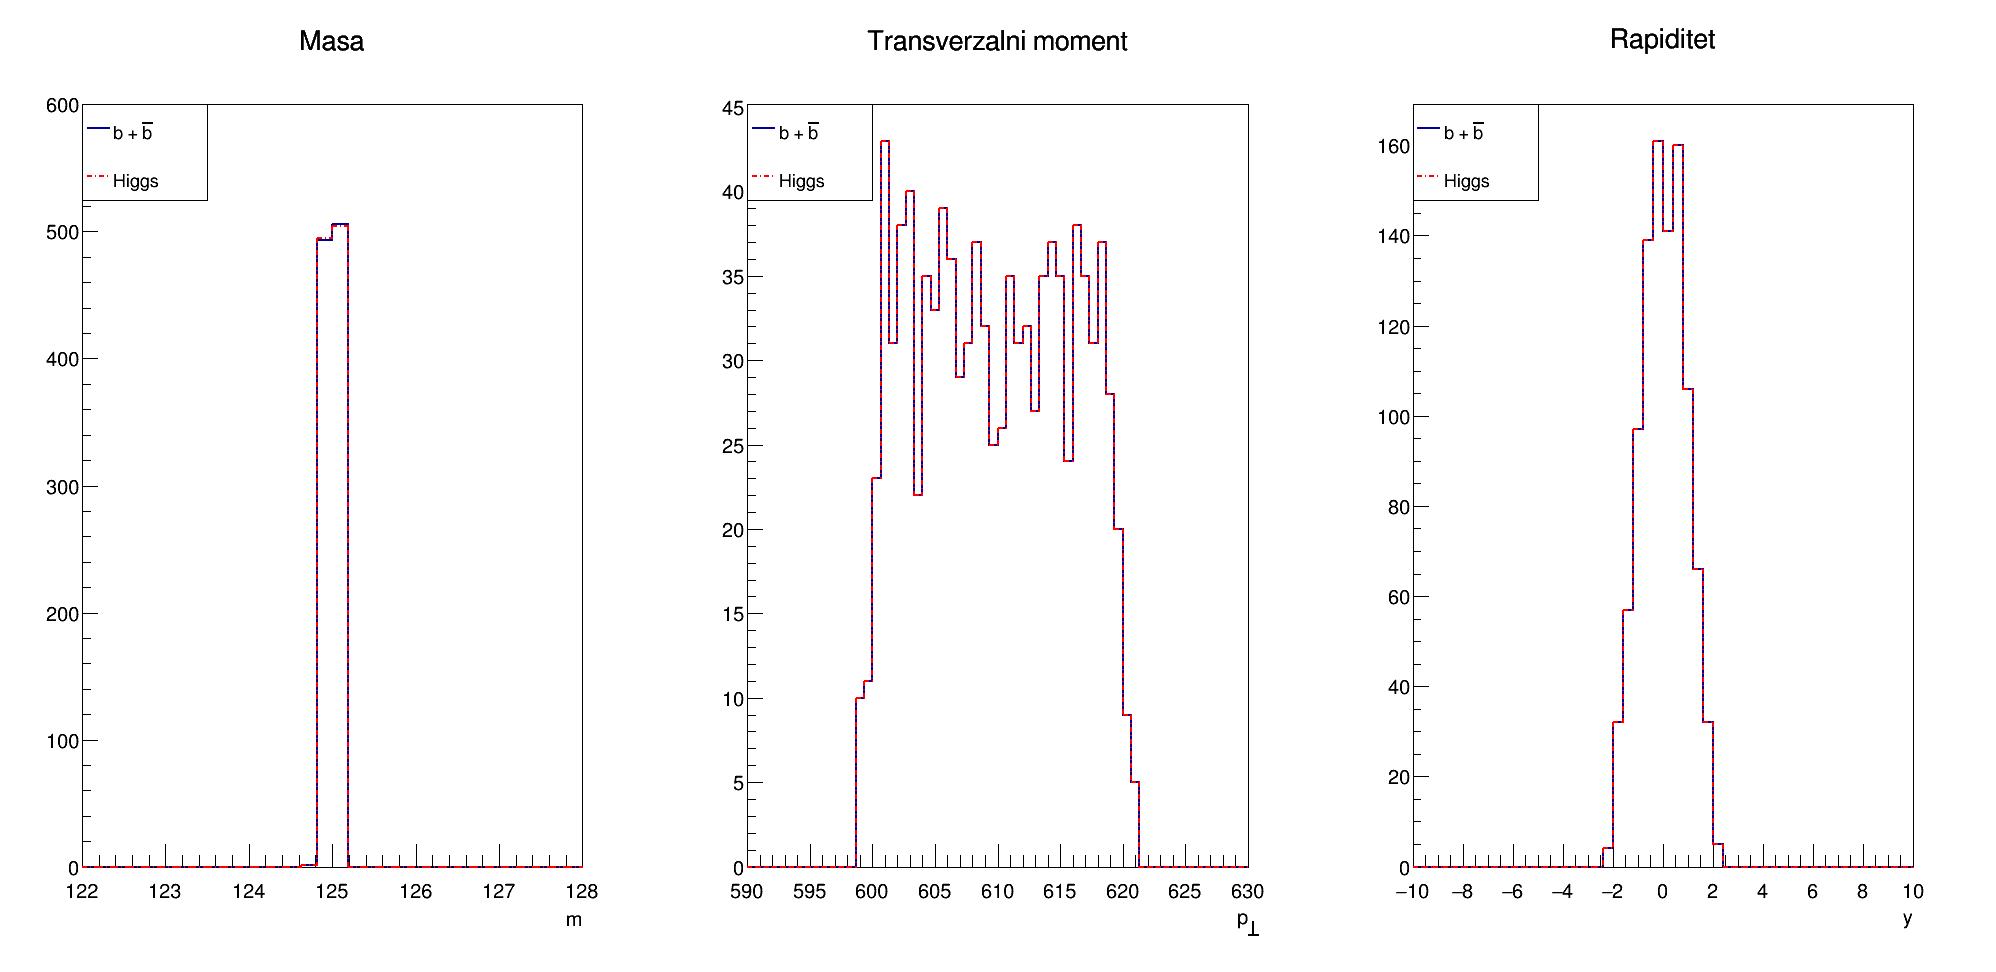 Masa
600
500
400
300
200
100
0
122 123 124 125 126 127 128
m
b + b̅
Higgs
Transverzalni moment
45
40
35
30
25
20
15
10
5
0
590 595 600 605 610 615 620 625 630
p⊥
b + b̅
Higgs
Rapiditet
160
140
120
100
80
60
40
20
0
−10 −8 −6 −4 −2 0 2 4 6 8 10
y
b + b̅
Higgs